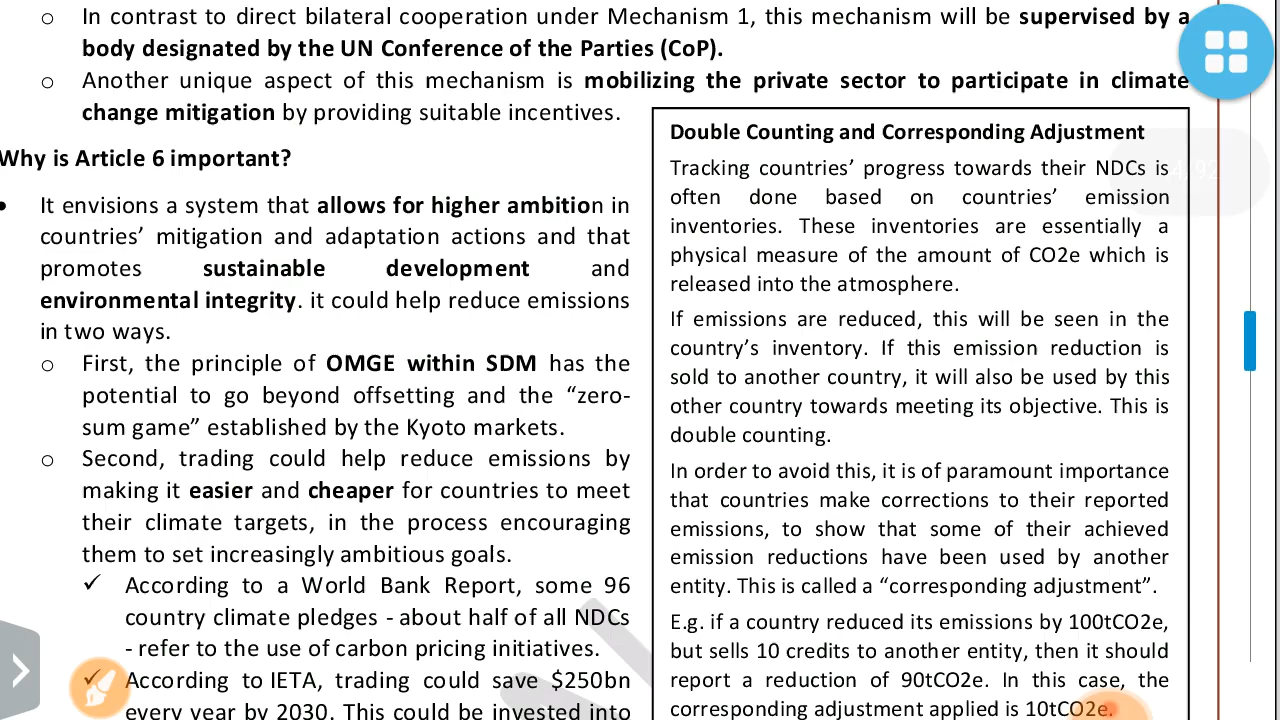 o In contrast to direct bilateral cooperation under Mechanism 1, this mechanism will be supervised by a
body designated by the UN Conference of the Parties (CoP).
o Another unique aspect of this mechanism is mobilizing the private sector to participate in climate
change mitigation by providing suitable incentives.
Why is Article 6 important?
• It envisions a system that allows for higher ambition in
countries’ mitigation and adaptation actions and that
promotes sustainable development and
environmental integrity. it could help reduce emissions
in two ways.
o First, the principle of OMGE within SDM has the
potential to go beyond offsetting and the “zero-
sum game” established by the Kyoto markets.
o Second, trading could help reduce emissions by
making it easier and cheaper for countries to meet
their climate targets, in the process encouraging
them to set increasingly ambitious goals.
✓ According to a World Bank Report, some 96
country climate pledges - about half of all NDCs
- refer to the use of carbon pricing initiatives.
✓ According to IETA, trading could save $250bn
every year by 2030. This could be invested into
Double Counting and Corresponding Adjustment
Tracking countries’ progress towards their NDCs is
often done based on countries’ emission
inventories. These inventories are essentially a
physical measure of the amount of CO2e which is
released into the atmosphere.
If emissions are reduced, this will be seen in the
country’s inventory. If this emission reduction is
sold to another country, it will also be used by this
other country towards meeting its objective. This is
double counting.
In order to avoid this, it is of paramount importance
that countries make corrections to their reported
emissions, to show that some of their achieved
emission reductions have been used by another
entity. This is called a “corresponding adjustment”.
E.g. if a country reduced its emissions by 100tCO2e,
but sells 10 credits to another entity, then it should
report a reduction of 90tCO2e. In this case, the
corresponding adjustment applied is 10tCO2e.